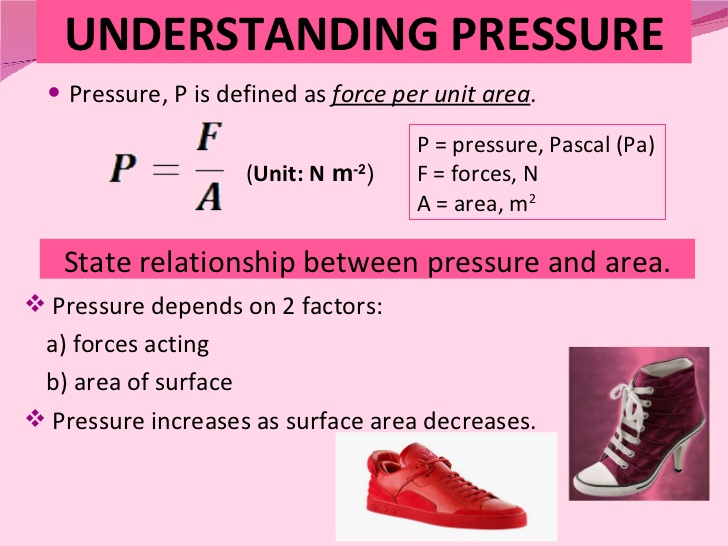 UNDERSTANDING PRESSURE
• Pressure, P is defined as force per unit area.
P = F/A
(Unit: N m-2)
P = pressure, Pascal (Pa)
F = forces, N
A = area, m2
State relationship between pressure and area.
❖ Pressure depends on 2 factors:
a) forces acting
b) area of surface
❖ Pressure increases as surface area decreases.